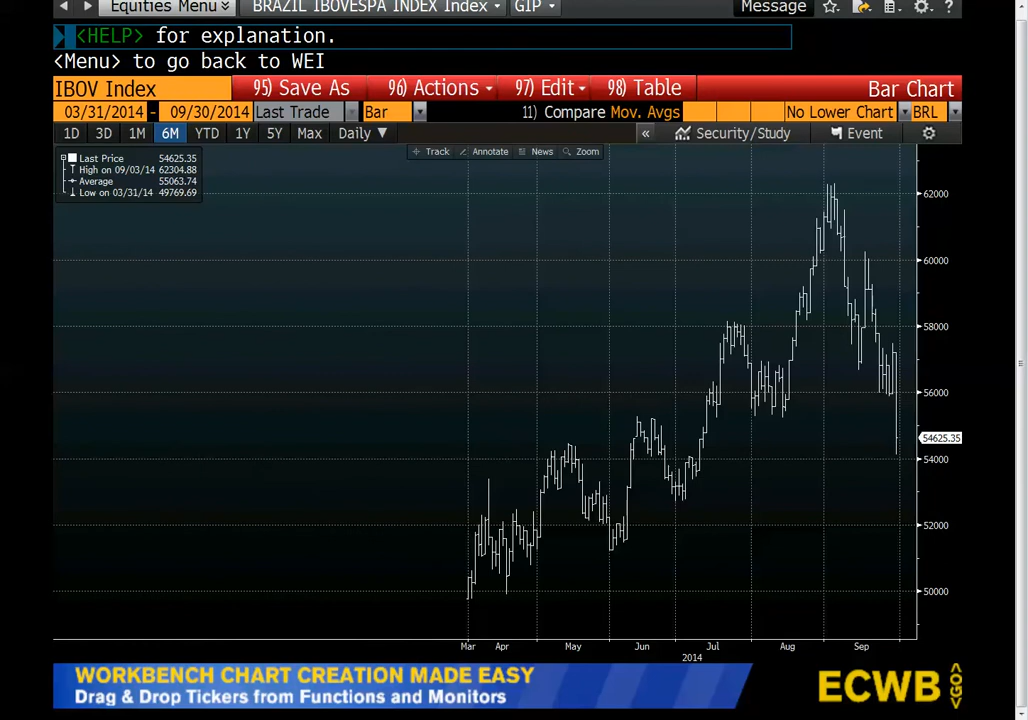 Equities Menu BRAZIL IBOVESPA INDEX Index GIP Message ?
<HELP> for explanation.
<Menu> to go back to WEI
IBOV Index 95) Save As 96) Actions 97) Edit 98) Table Bar Chart
03/31/2014 - 09/30/2014 Last Trade Bar 11) Compare Mov. Avgs No Lower Chart BRL
1D 3D 1M 6M YTD 1Y 5Y Max Daily ▼ « Security/Study Event
Track Annotate News Zoom
Last Price 54625.35
High on 09/03/14 62304.88
Average 55063.74
Low on 03/31/14 49769.69
62000
60000
58000
56000
54625.35
54000
52000
50000
Mar Apr May Jun Jul Aug Sep
2014
WORKBENCH CHART CREATION MADE EASY
Drag & Drop Tickers from Functions and Monitors
ECWB <GO>